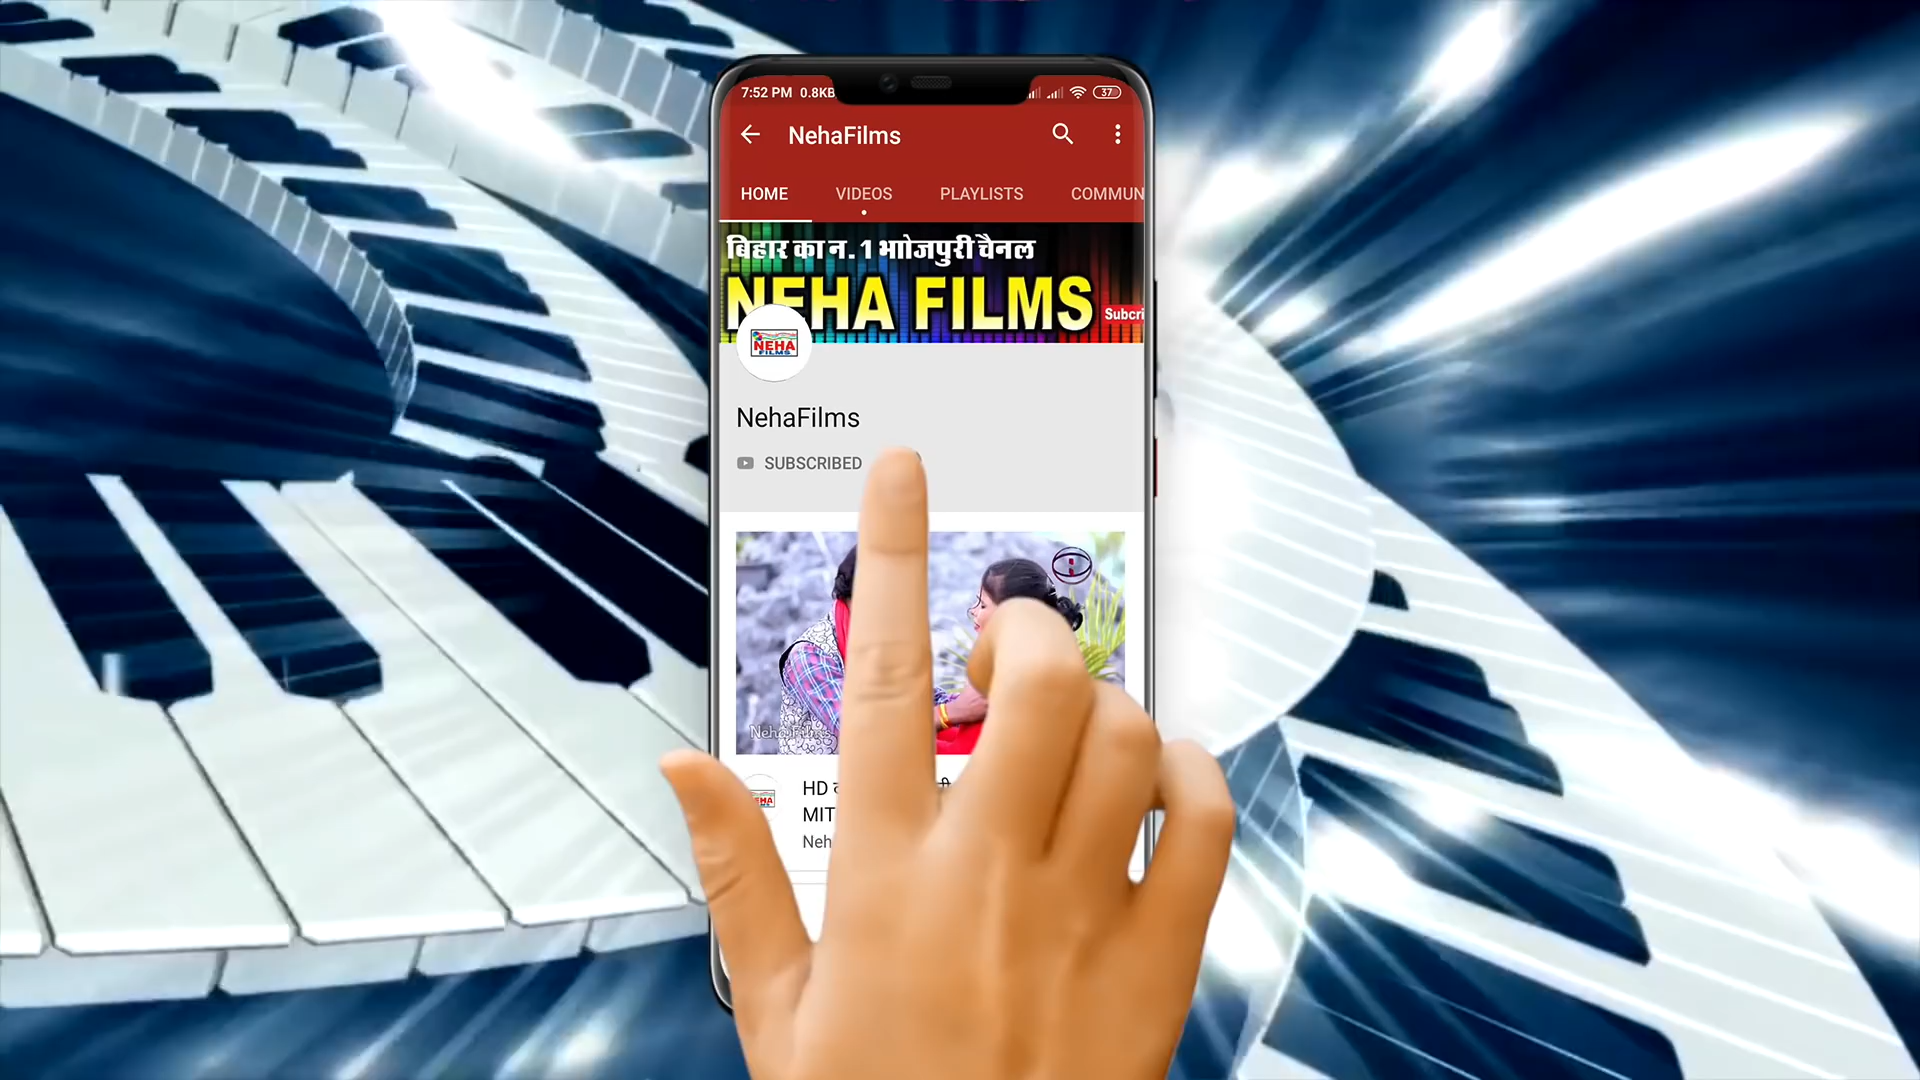 7:52 PM 0.8KB
37
NehaFilms
HOME VIDEOS PLAYLISTS COMMUN
बिहार का न. 1 भाोजपुरी चैनल
NEHA FILMS
Subcri
NEHA
FILMS
NehaFilms
SUBSCRIBED
Neha Films
HD
MIT
Neh